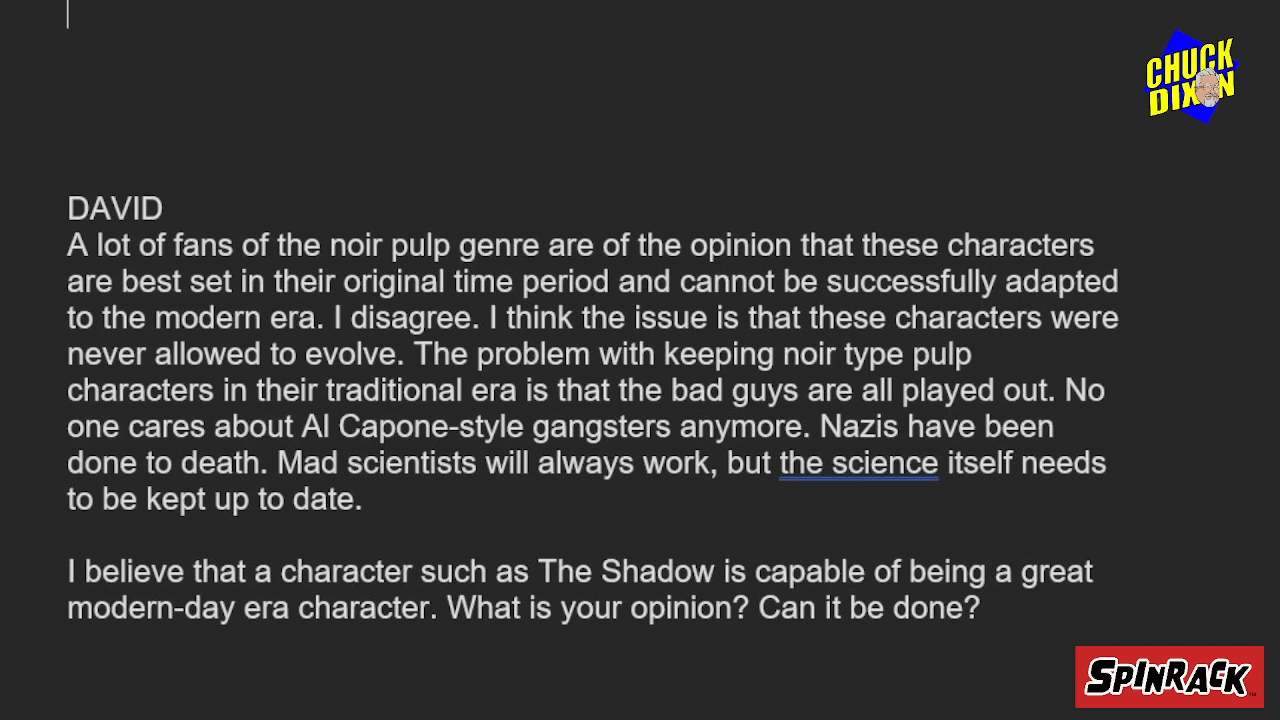 CHUCK
DIXON
DAVID
A lot of fans of the noir pulp genre are of the opinion that these characters
are best set in their original time period and cannot be successfully adapted
to the modern era. I disagree. I think the issue is that these characters were
never allowed to evolve. The problem with keeping noir type pulp
characters in their traditional era is that the bad guys are all played out. No
one cares about Al Capone-style gangsters anymore. Nazis have been
done to death. Mad scientists will always work, but the science itself needs
to be kept up to date.
I believe that a character such as The Shadow is capable of being a great
modern-day era character. What is your opinion? Can it be done?
SPINRACK